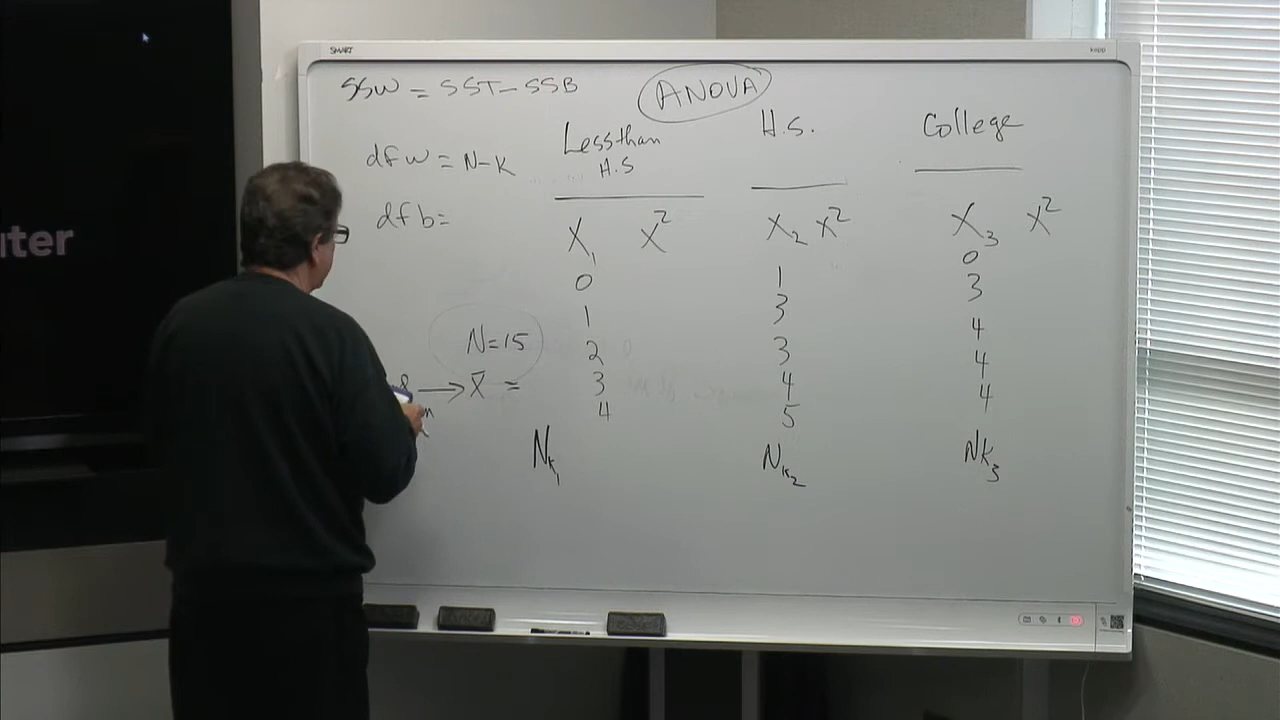 SMART
kapp
SSW = SST - SSB
ANOVA
Less than
H.S
H.S.
College
dfw = N-K
dfb =
X₁ X²
X₂ X²
X₃ X²
0
1
2
3
4
1
3
3
4
5
0
3
4
4
4
N=15
→ X̄ =
Nk₁
Nk₂
Nk₃